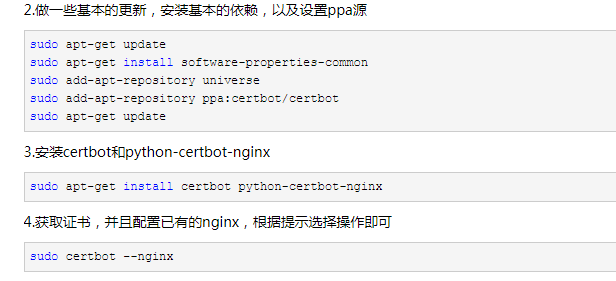 2.做一些基本的更新，安装基本的依赖，以及设置ppa源
sudo apt-get update
sudo apt-get install software-properties-common
sudo add-apt-repository universe
sudo add-apt-repository ppa:certbot/certbot
sudo apt-get update
3.安装certbot和python-certbot-nginx
sudo apt-get install certbot python-certbot-nginx
4.获取证书，并且配置已有的nginx，根据提示选择操作即可
sudo certbot --nginx